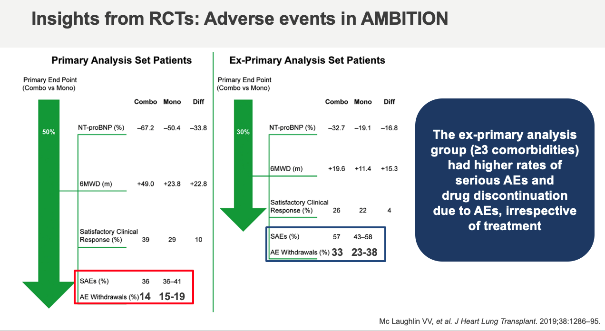 Insights from RCTs: Adverse events in AMBITION
Primary Analysis Set Patients
Primary End Point
(Combo vs Mono)
Combo Mono Diff
50%
NT-proBNP (%) –67.2 –50.4 –33.8
6MWD (m) +49.0 +23.8 +22.8
Satisfactory Clinical
Response (%) 39 29 10
SAEs (%) 36 36–41
AE Withdrawals (%) 14 15-19
Ex-Primary Analysis Set Patients
Primary End Point
(Combo vs Mono)
Combo Mono Diff
30%
NT-proBNP (%) –32.7 –19.1 –16.8
6MWD (m) +19.6 +11.4 +15.3
Satisfactory Clinical
Response (%) 26 22 4
SAEs (%) 57 43–58
AE Withdrawals (%) 33 23-38
The ex-primary analysis
group (≥3 comorbidities)
had higher rates of
serious AEs and
drug discontinuation
due to AEs, irrespective
of treatment
Mc Laughlin VV, et al. J Heart Lung Transplant. 2019;38:1286–95.